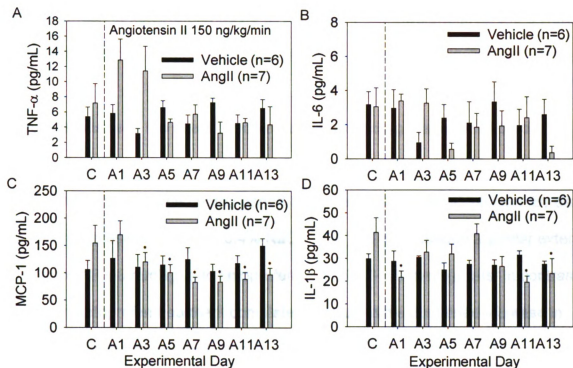 A
Angiotensin II 150 ng/kg/min
Vehicle (n=6)
AngII (n=7)
TNF-α (pg/mL)
18
16
14
12
10
8
6
4
2
0
C A1 A3 A5 A7 A9 A11 A13
B
Vehicle (n=6)
AngII (n=7)
IL-6 (pg/mL)
6
4
2
0
C A1 A3 A5 A7 A9 A11 A13
C
Vehicle (n=6)
AngII (n=7)
MCP-1 (pg/mL)
250
200
150
100
50
0
* * * * * *
C A1 A3 A5 A7 A9 A11 A13
Experimental Day
D
Vehicle (n=6)
AngII (n=7)
IL-1β (pg/mL)
60
50
40
30
20
10
0
* * *
C A1 A3 A5 A7 A9 A11 A13
Experimental Day